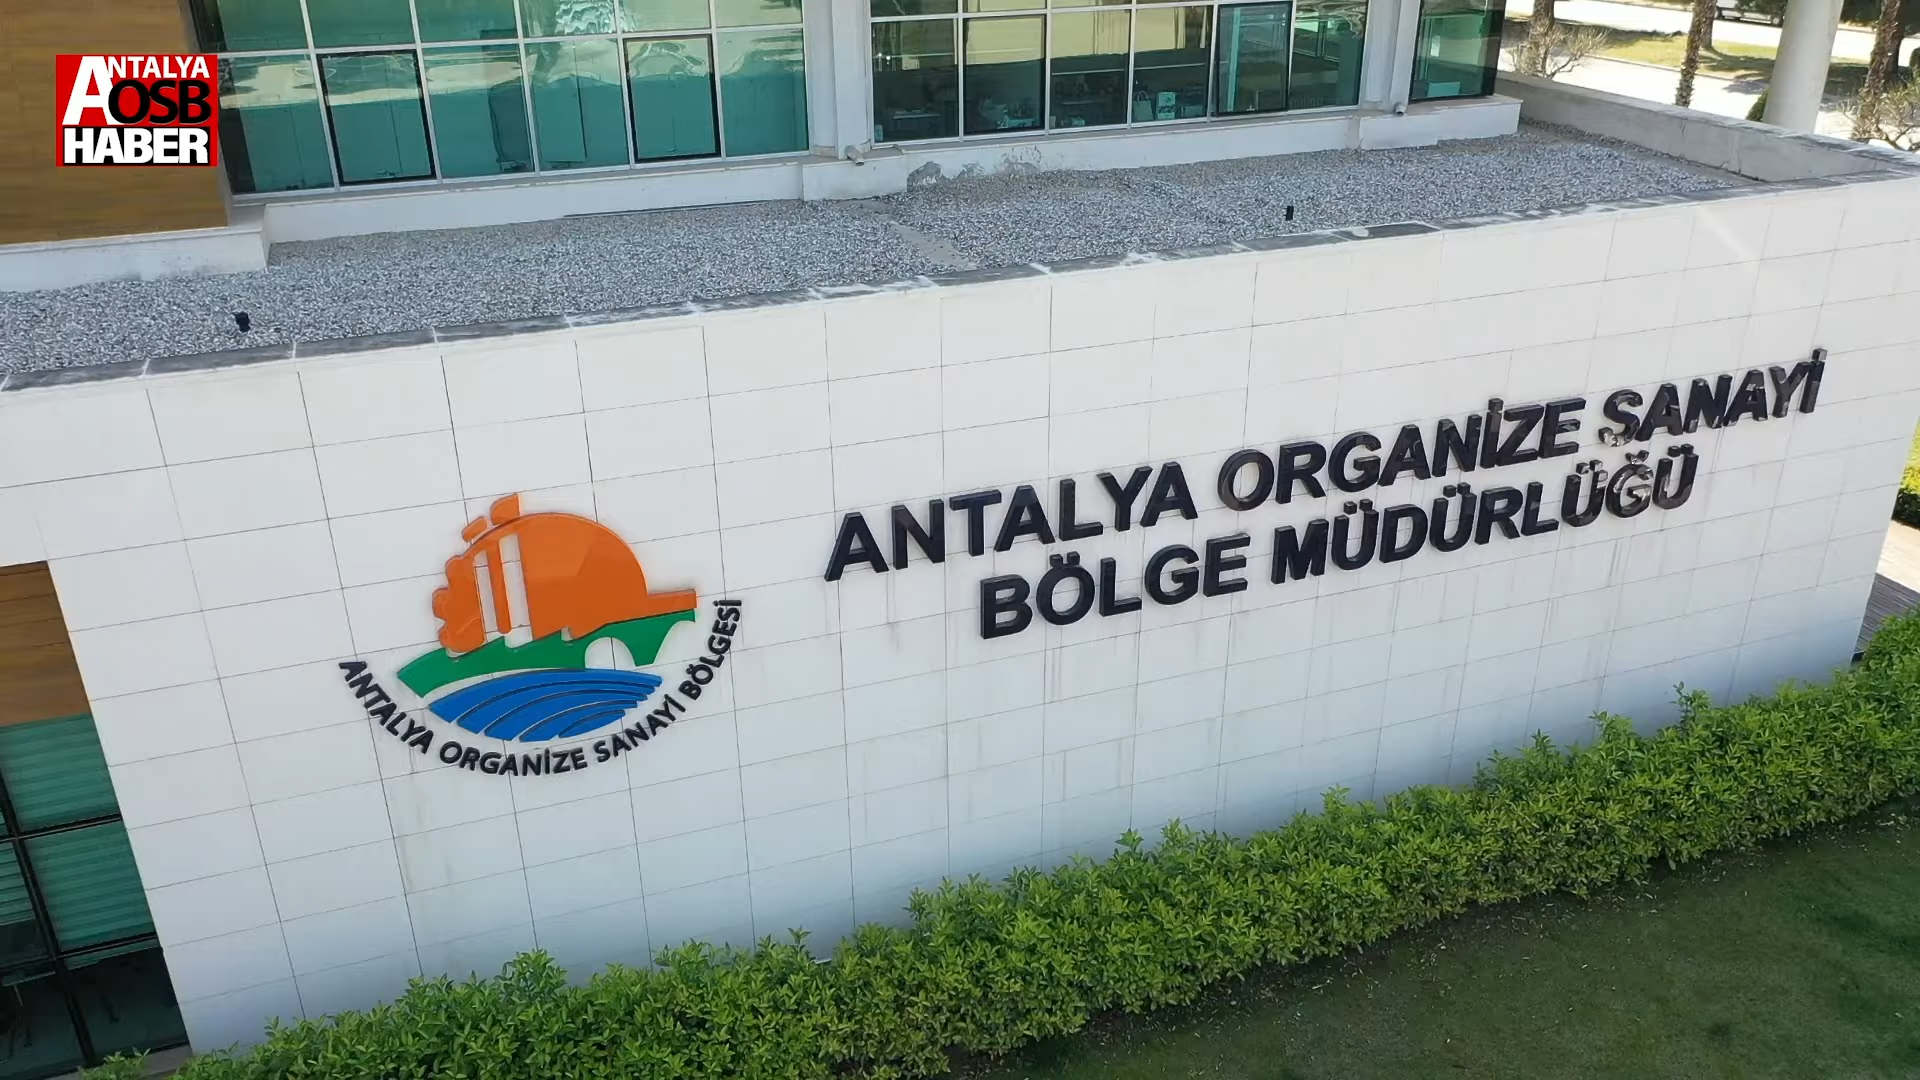 ANTALYA
OSB
HABER
ANTALYA ORGANİZE SANAYİ
BÖLGE MÜDÜRLÜĞÜ
ANTALYA ORGANİZE SANAYİ BÖLGESİ